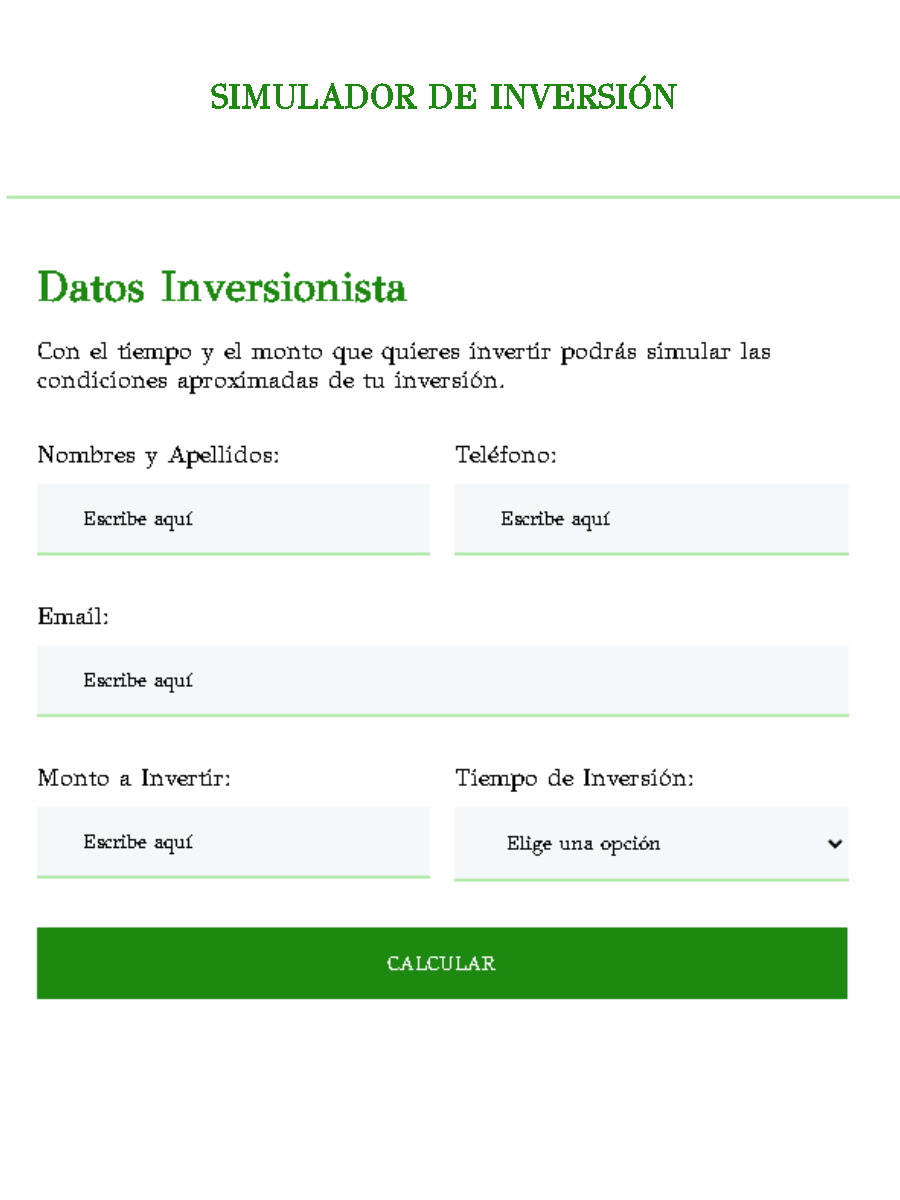 SIMULADOR DE INVERSIÓN
Datos Inversionista
Con el tiempo y el monto que quieres invertir podrás simular las
condiciones aproximadas de tu inversión.
Nombres y Apellidos:
Teléfono:
Escribe aquí
Escribe aquí
Email:
Escribe aquí
Monto a Invertir:
Tiempo de Inversión:
Escribe aquí
Elige una opción
CALCULAR